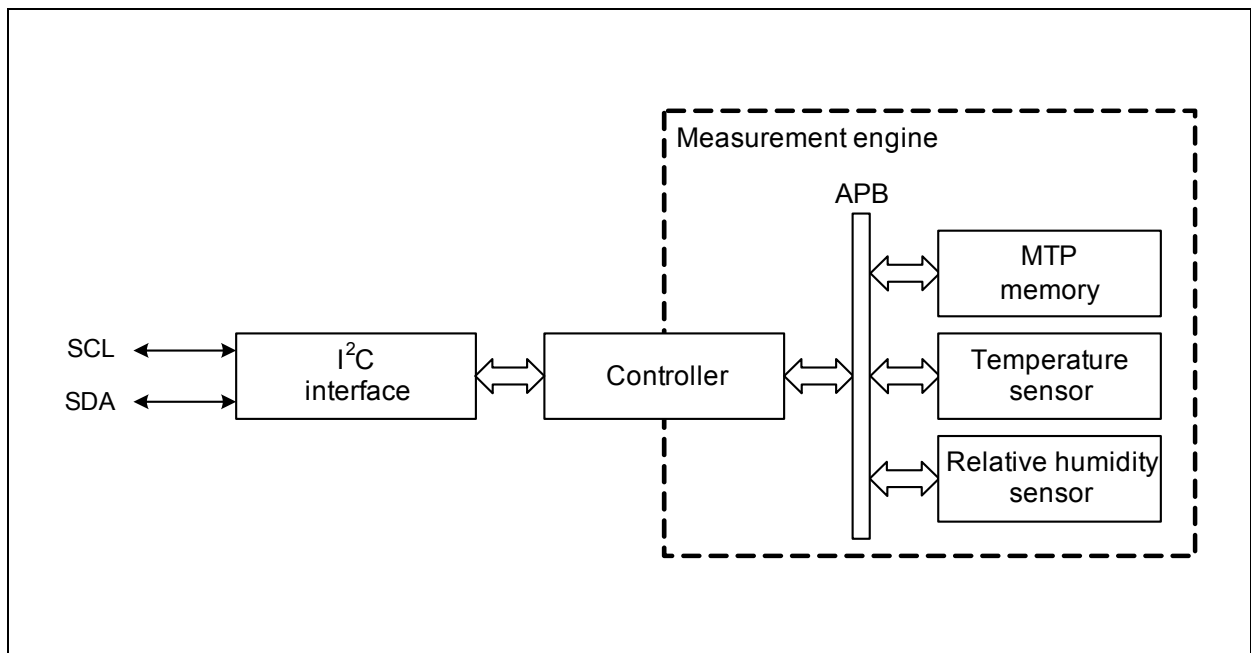 Measurement engine
APB
MTP
memory
SCL
SDA
I²C
interface
Controller
Temperature
sensor
Relative humidity
sensor